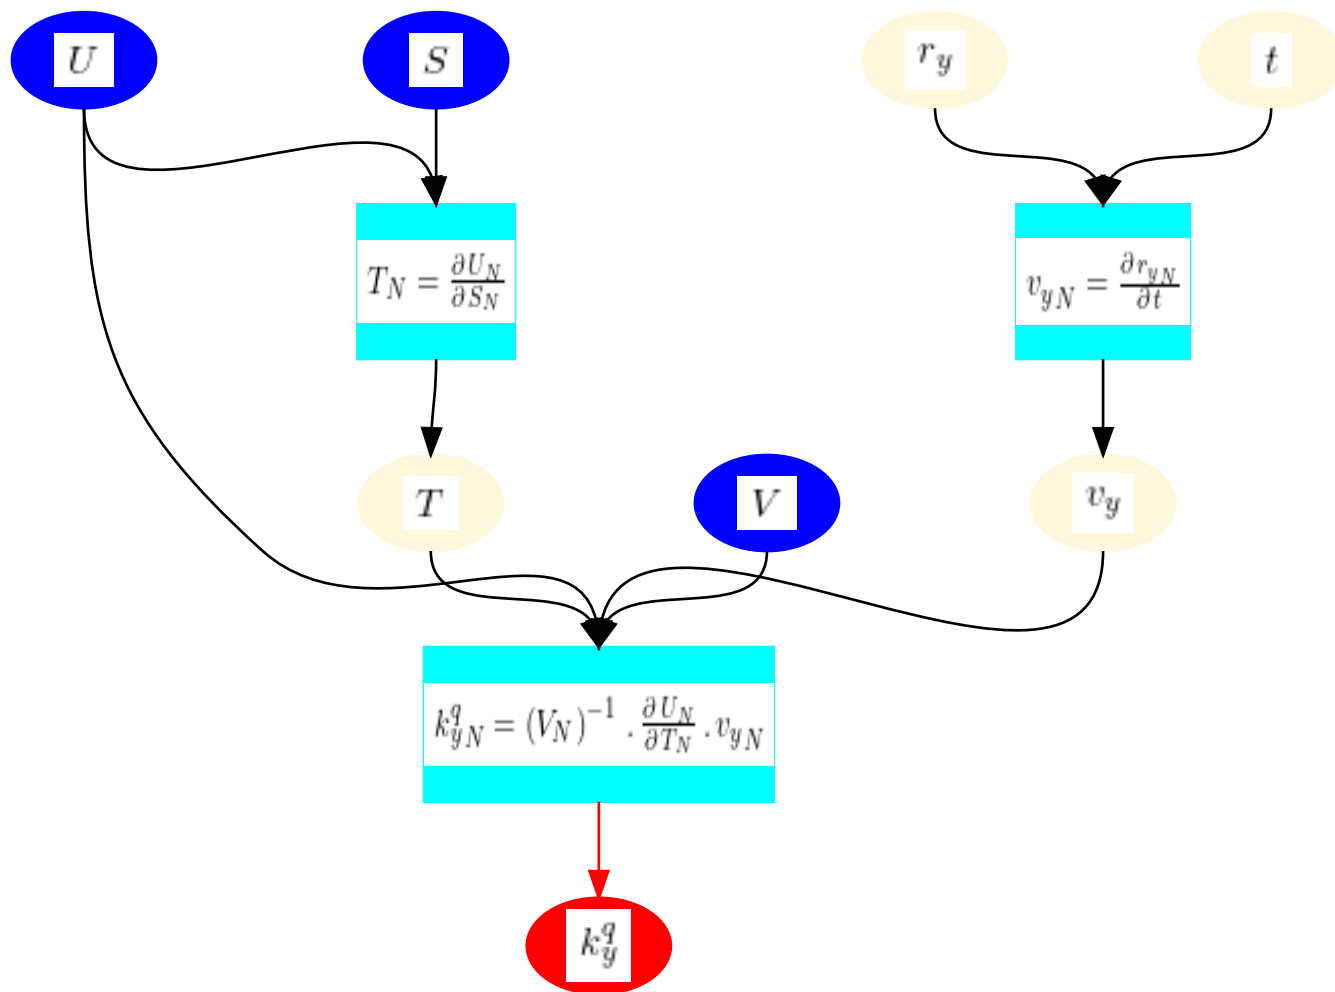 U S r_y t
T_N = ∂U_N/∂S_N v_{yN} = ∂r_{yN}/∂t
T V v_y
k^q_{yN} = (V_N)^{-1} . ∂U_N/∂T_N . v_{yN}
k^q_y